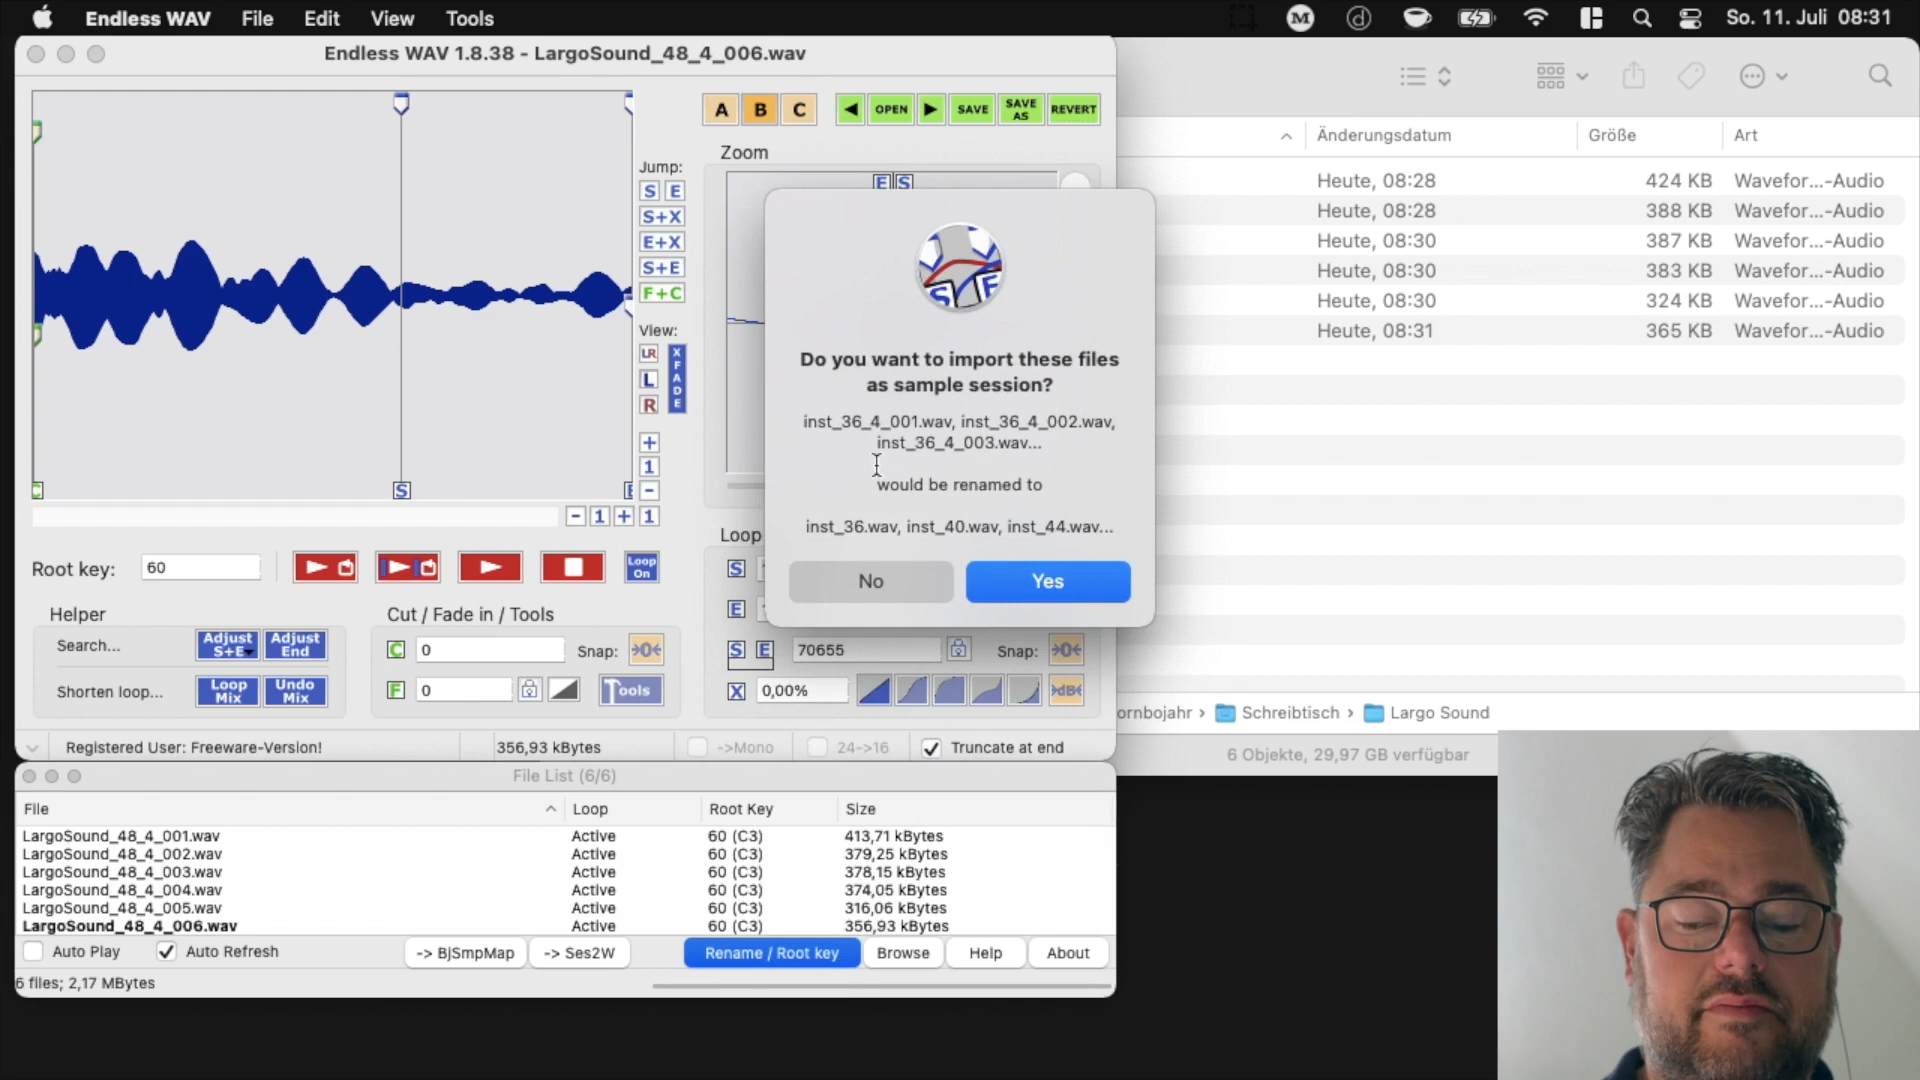 Endless WAV File Edit View Tools
So. 11. Juli 08:31
Endless WAV 1.8.38 - LargoSound_48_4_006.wav
A B C OPEN SAVE SAVE AS REVERT
Zoom
E S
Jump:
S E
S+X
E+X
S+E
F+C
View:
LR
L
R
XFADE
+
1
-
C S E
- 1 + 1
Root key: 60
Loop On
Helper
Search...
Adjust S+E
Adjust End
Shorten loop...
Loop Mix
Undo Mix
Cut / Fade in / Tools
C 0 Snap: 0
F 0 Tools
Loop
S
E
S E 70655 Snap: 0
X 0,00% dB
Registered User: Freeware-Version! 356,93 kBytes ->Mono 24->16 Truncate at end
Do you want to import these files
as sample session?
inst_36_4_001.wav, inst_36_4_002.wav,
inst_36_4_003.wav...
would be renamed to
inst_36.wav, inst_40.wav, inst_44.wav...
No Yes
Änderungsdatum Größe Art
Heute, 08:28 424 KB Wavefor...-Audio
Heute, 08:28 388 KB Wavefor...-Audio
Heute, 08:30 387 KB Wavefor...-Audio
Heute, 08:30 383 KB Wavefor...-Audio
Heute, 08:30 324 KB Wavefor...-Audio
Heute, 08:31 365 KB Wavefor...-Audio
ornbojahr › Schreibtisch › Largo Sound
6 Objekte, 29,97 GB verfügbar
File List (6/6)
File Loop Root Key Size
LargoSound_48_4_001.wav Active 60 (C3) 413,71 kBytes
LargoSound_48_4_002.wav Active 60 (C3) 379,25 kBytes
LargoSound_48_4_003.wav Active 60 (C3) 378,15 kBytes
LargoSound_48_4_004.wav Active 60 (C3) 374,05 kBytes
LargoSound_48_4_005.wav Active 60 (C3) 316,06 kBytes
LargoSound_48_4_006.wav Active 60 (C3) 356,93 kBytes
Auto Play Auto Refresh -> BjSmpMap -> Ses2W Rename / Root key Browse Help About
6 files; 2,17 MBytes